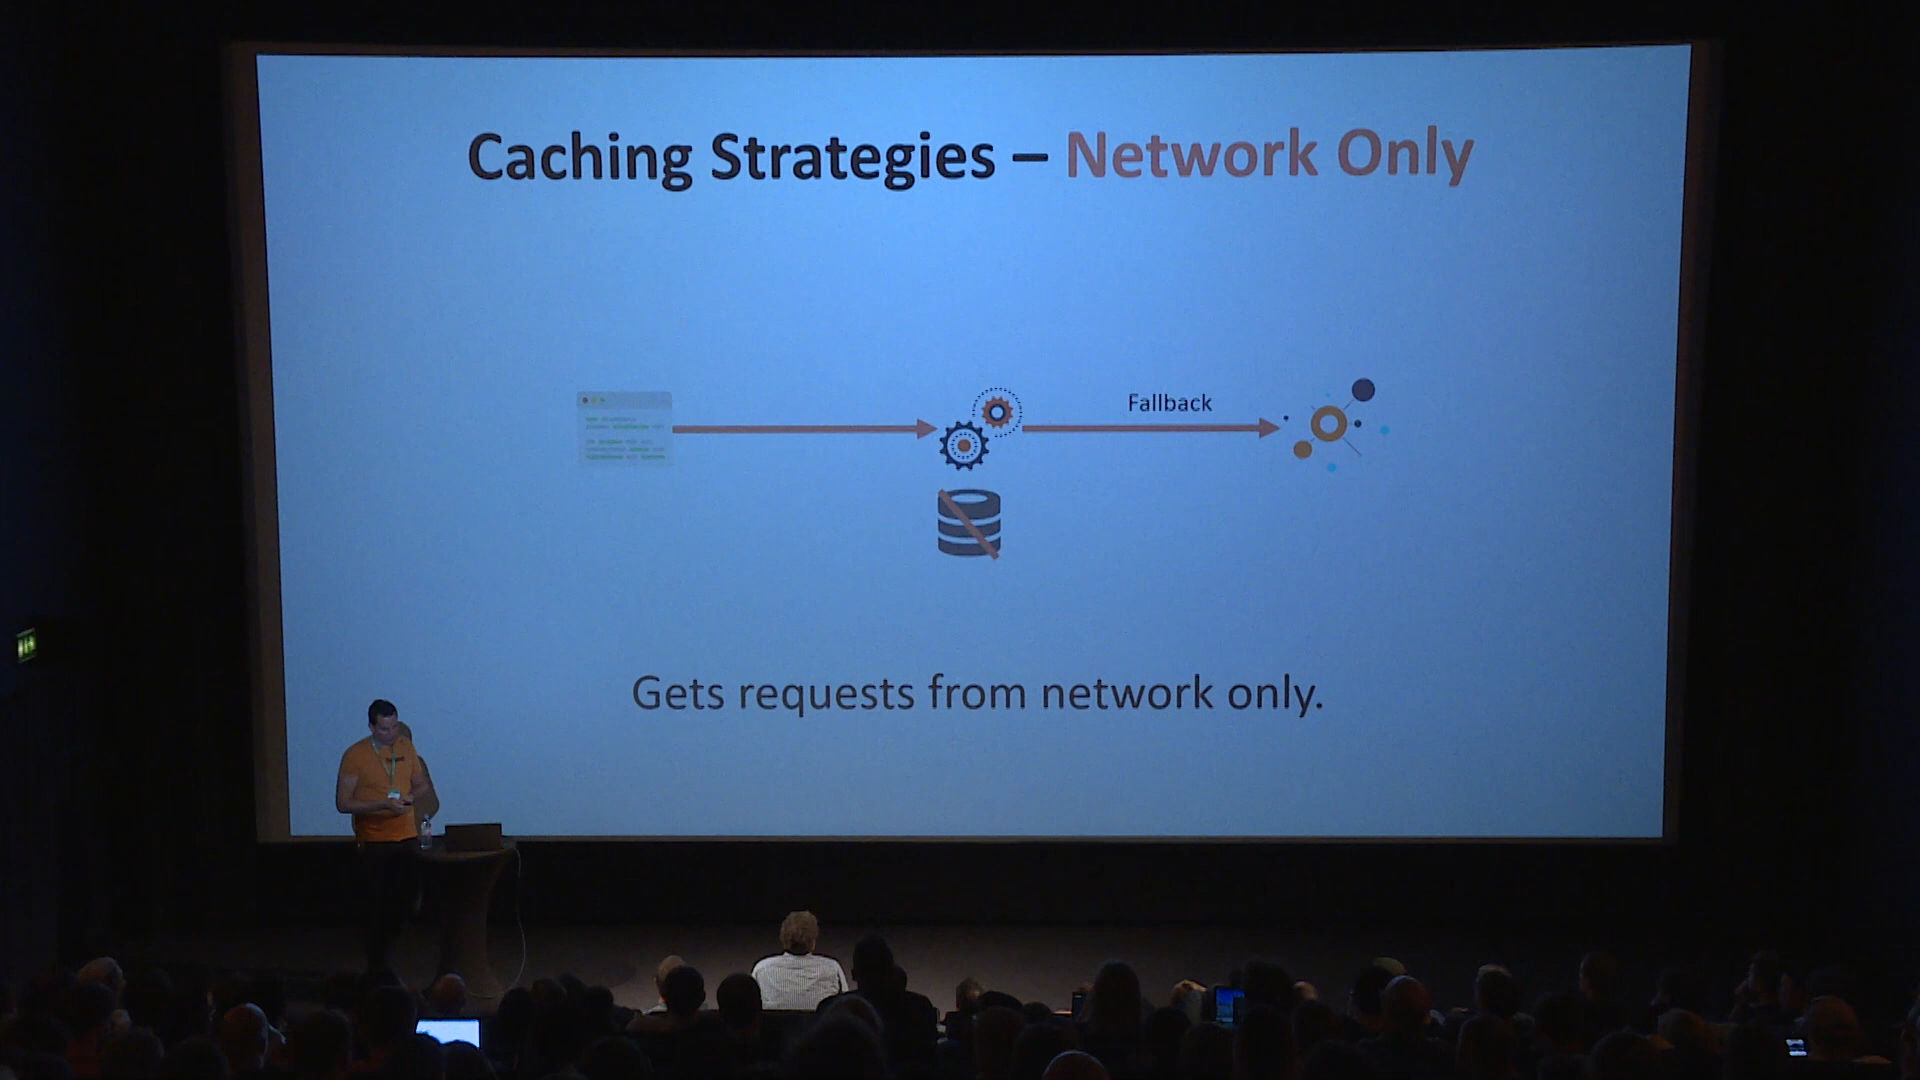 Caching Strategies – Network Only
Fallback
Gets requests from network only.